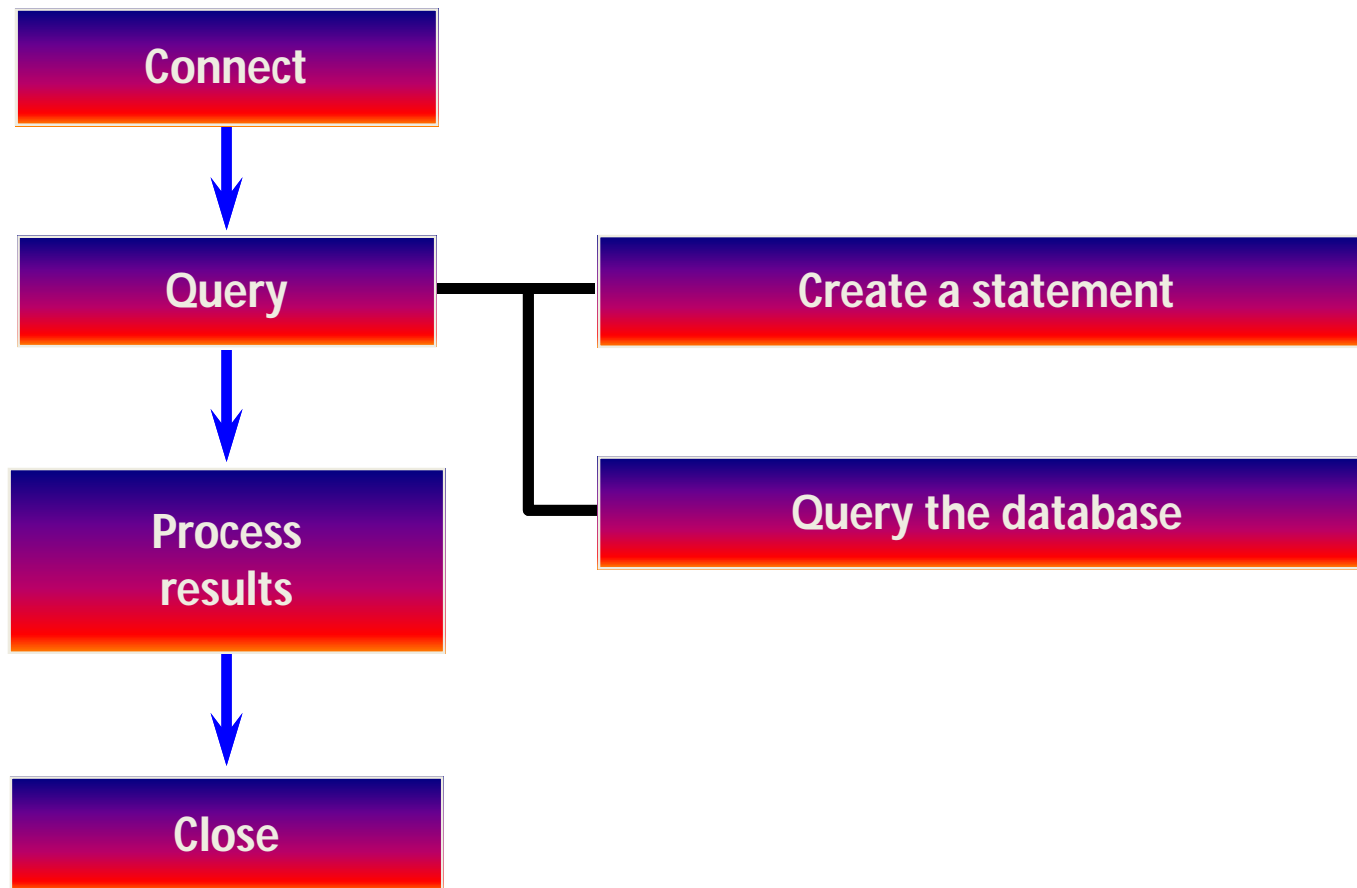 Connect
Query
Create a statement
Query the database
Process
results
Close